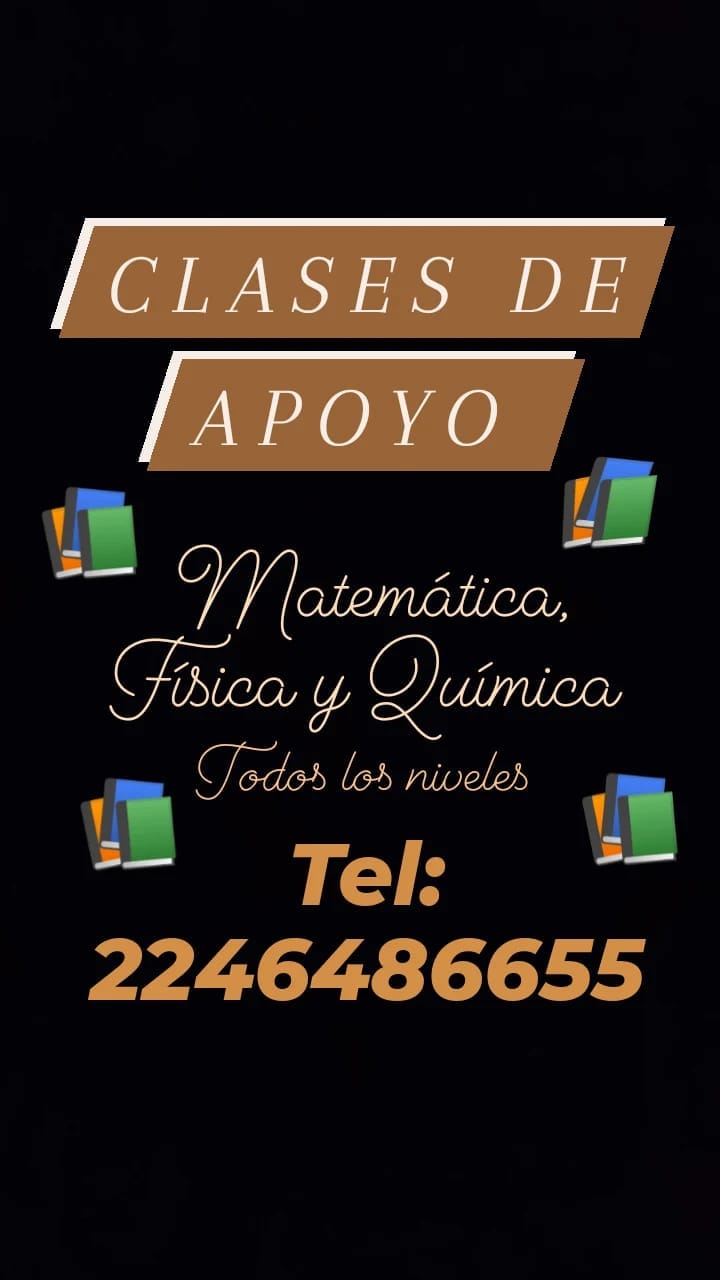 CLASES DE
APOYO
Matemática,
Física y Química
Todos los niveles
Tel:
2246486655